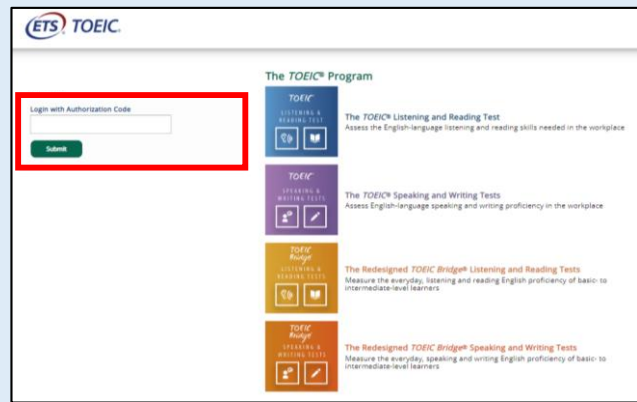 ETS TOEIC.
Login with Authorization Code
Submit
The TOEIC® Program
TOEIC
LISTENING &
READING TEST
The TOEIC® Listening and Reading Test
Assess the English-language listening and reading skills needed in the workplace
TOEIC
SPEAKING &
WRITING TESTS
The TOEIC® Speaking and Writing Tests
Assess English-language speaking and writing proficiency in the workplace
TOEIC
Bridge
LISTENING &
READING TESTS
The Redesigned TOEIC Bridge® Listening and Reading Tests
Measure the everyday, listening and reading English proficiency of basic- to
intermediate-level learners
TOEIC
Bridge
SPEAKING &
WRITING TESTS
The Redesigned TOEIC Bridge® Speaking and Writing Tests
Measure the everyday, speaking and writing English proficiency of basic- to
intermediate-level learners